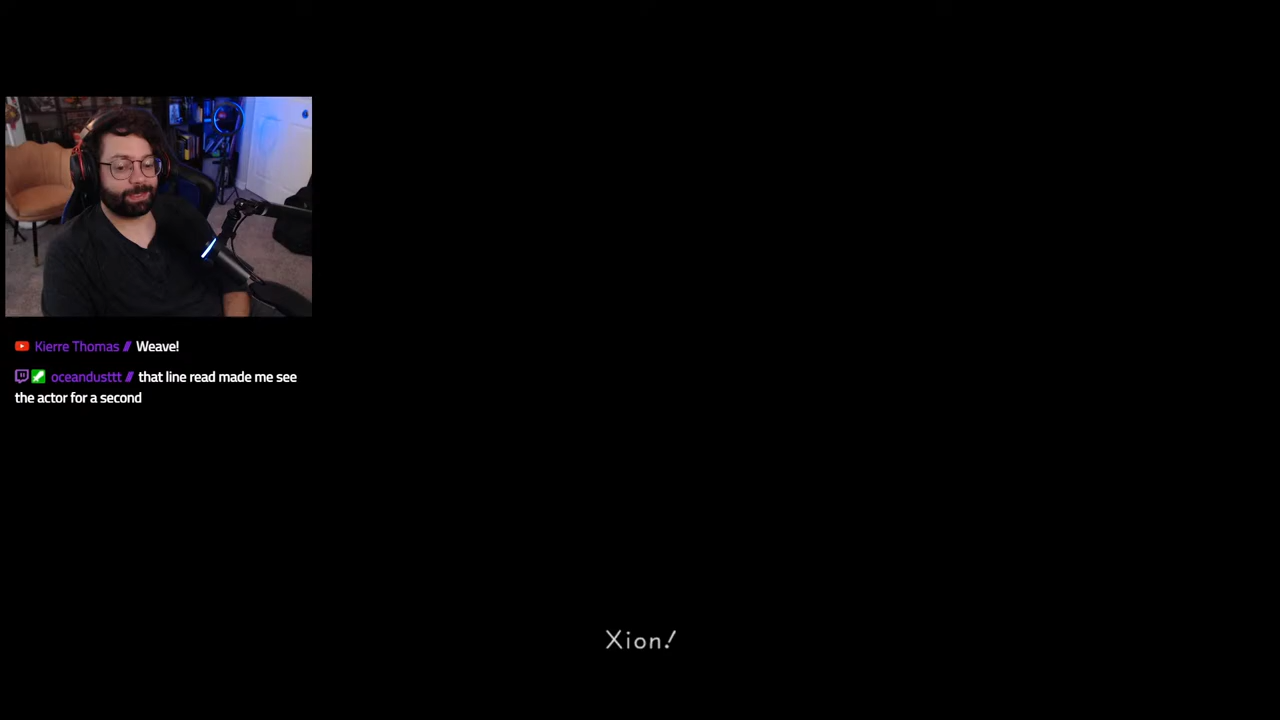 Kierre Thomas // Weave!
oceandusttt // that line read made me see
the actor for a second
Xion!